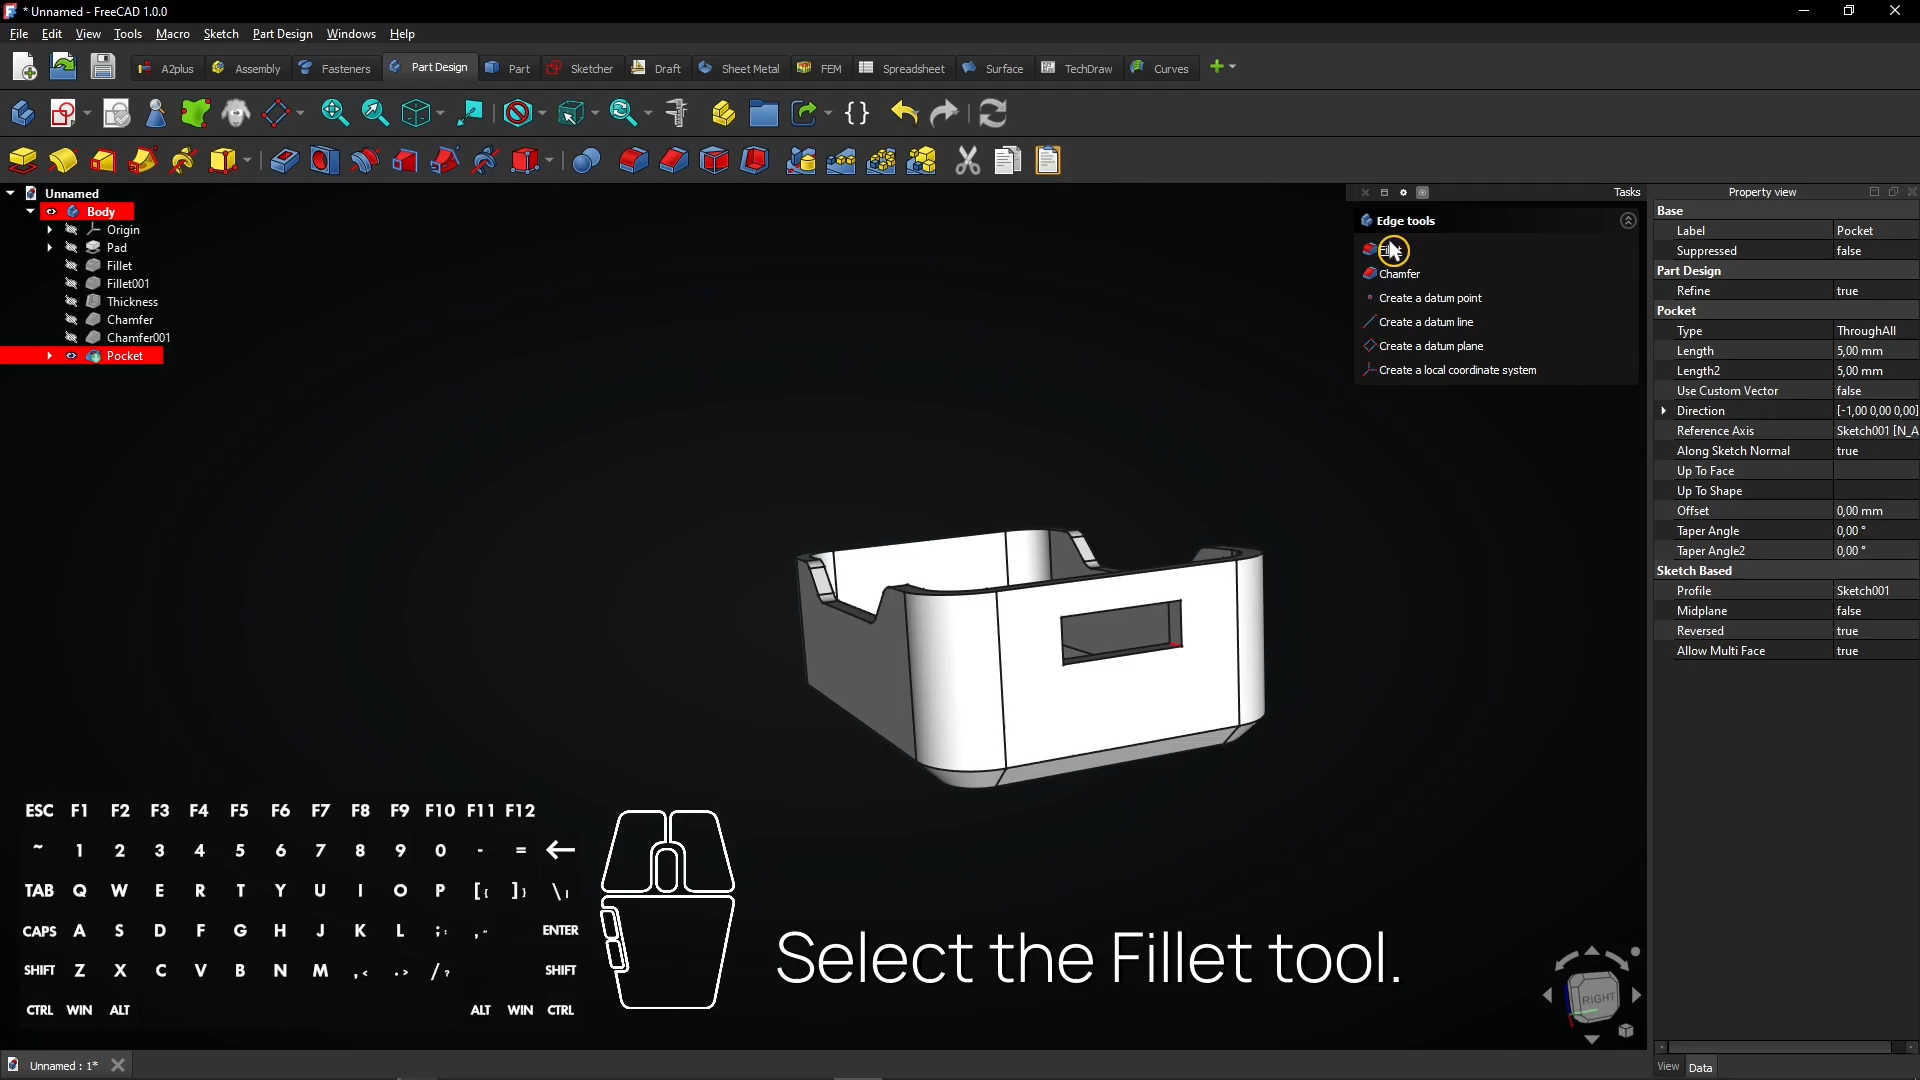 * Unnamed - FreeCAD 1.0.0
File Edit View Tools Macro Sketch Part Design Windows Help
A2plus Assembly Fasteners Part Design Part Sketcher Draft Sheet Metal FEM Spreadsheet Surface TechDraw Curves
Unnamed
Body
Origin
Pad
Fillet
Fillet001
Thickness
Chamfer
Chamfer001
Pocket
Tasks
Edge tools
Fillet
Chamfer
Create a datum point
Create a datum line
Create a datum plane
Create a local coordinate system
Property view
Base
Label Pocket
Suppressed false
Part Design
Refine true
Pocket
Type ThroughAll
Length 5,00 mm
Length2 5,00 mm
Use Custom Vector false
Direction [-1,00 0,00 0,00]
Reference Axis Sketch001 [N_A
Along Sketch Normal true
Up To Face
Up To Shape
Offset 0,00 mm
Taper Angle 0,00 °
Taper Angle2 0,00 °
Sketch Based
Profile Sketch001
Midplane false
Reversed true
Allow Multi Face true
ESC F1 F2 F3 F4 F5 F6 F7 F8 F9 F10 F11 F12
~ 1 2 3 4 5 6 7 8 9 0 - =
TAB Q W E R T Y U I O P [{ ]} \|
CAPS A S D F G H J K L ;: '" ENTER
SHIFT Z X C V B N M ,< .> /? SHIFT
CTRL WIN ALT ALT WIN CTRL
Select the Fillet tool.
RIGHT
Unnamed : 1*
View Data